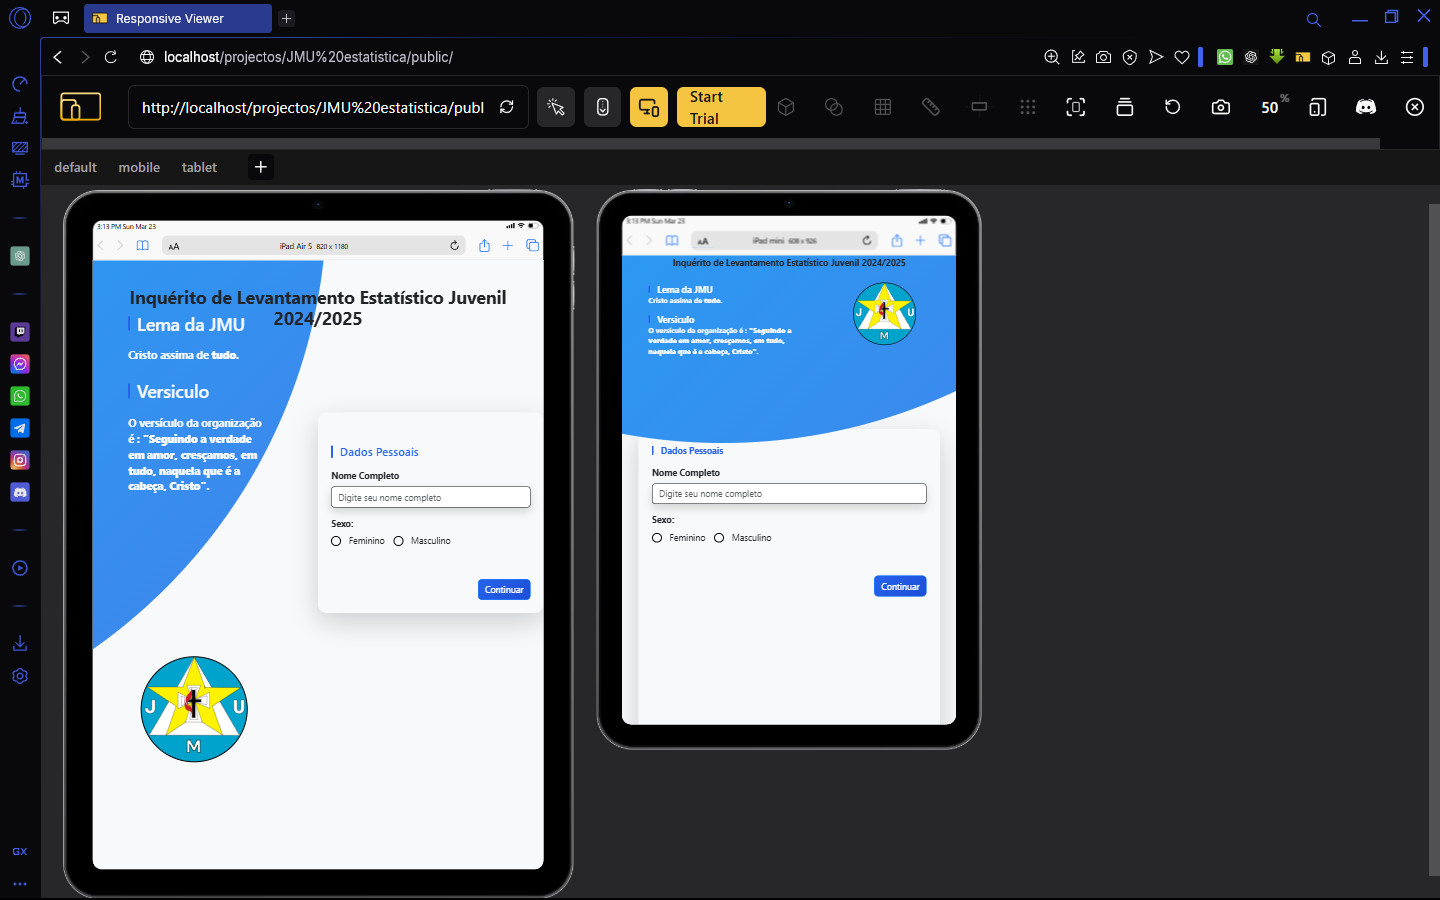 Responsive Viewer
localhost/projectos/JMU%20estatistica/public/
http://localhost/projectos/JMU%20estatistica/publ
Start
Trial
50 %
default mobile tablet
3:13 PM Sun Mar 23
AA
iPad Air 5 820 x 1180
Inquérito de Levantamento Estatístico Juvenil
2024/2025
Lema da JMU
Cristo assima de tudo.
Versiculo
O versículo da organização
é : "Seguindo a verdade
em amor, cresçamos, em
tudo, naquela que é a
cabeça, Cristo".
Dados Pessoais
Nome Completo
Digite seu nome completo
Sexo:
Feminino Masculino
Continuar
J U
M
3:13 PM Sun Mar 23
AA
iPad mini 608 x 926
Inquérito de Levantamento Estatístico Juvenil 2024/2025
Lema da JMU
Cristo assima de tudo.
Versiculo
O versículo da organização é : "Seguindo a
verdade em amor, cresçamos, em tudo,
naquela que é a cabeça, Cristo".
J U
M
Dados Pessoais
Nome Completo
Digite seu nome completo
Sexo:
Feminino Masculino
Continuar
GX